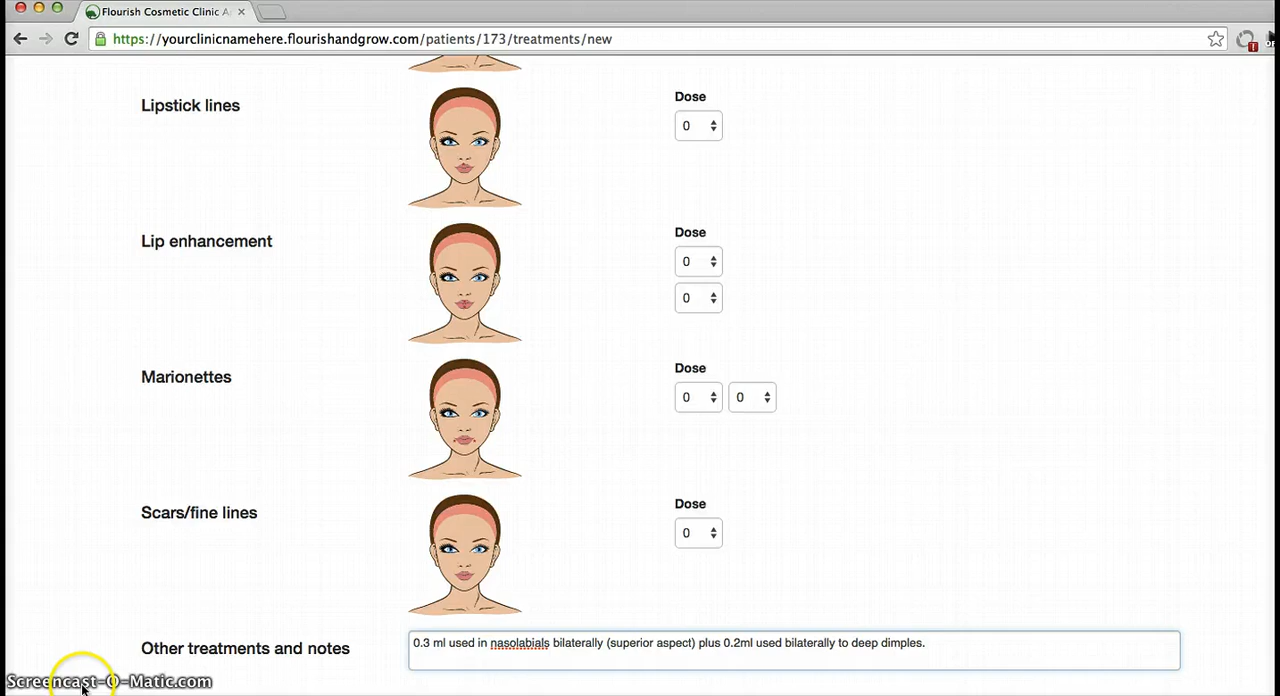 Flourish Cosmetic Clinic A
https://yourclinicnamehere.flourishandgrow.com/patients/173/treatments/new
Lipstick lines
Dose
0
Lip enhancement
Dose
0
0
Marionettes
Dose
0 0
Scars/fine lines
Dose
0
Other treatments and notes
0.3 ml used in nasolabials bilaterally (superior aspect) plus 0.2ml used bilaterally to deep dimples.
Screencast-O-Matic.com